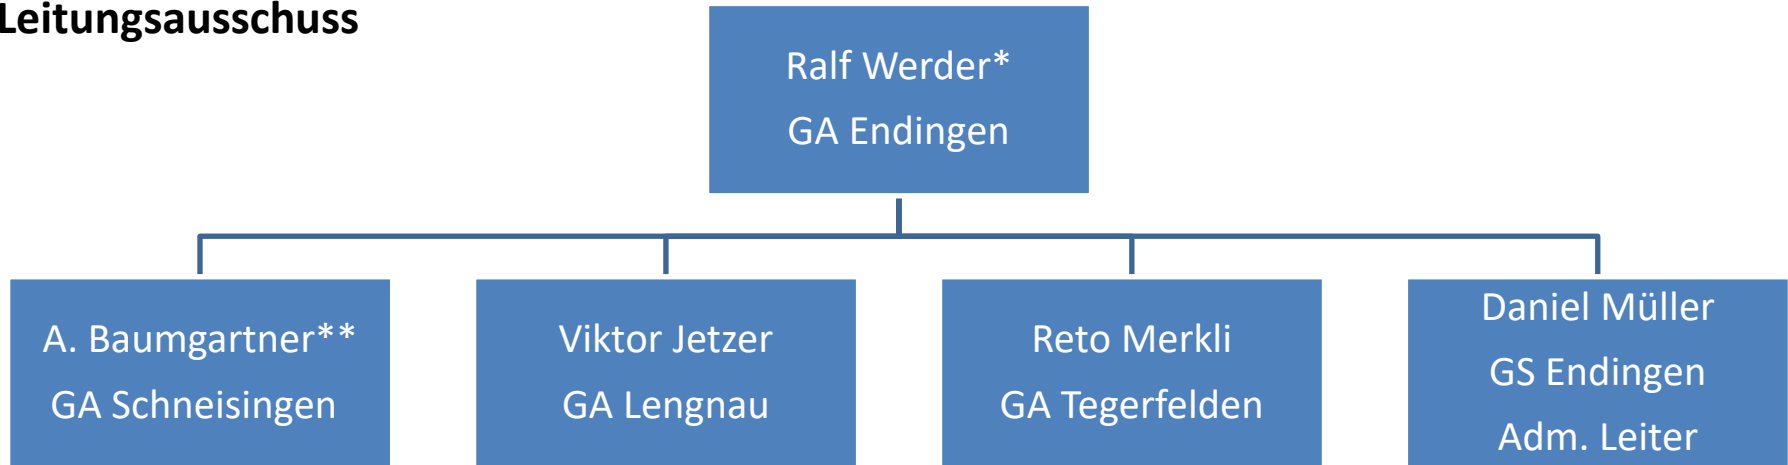 Leitungsausschuss
Ralf Werder*
GA Endingen
A. Baumgartner**
GA Schneisingen
Viktor Jetzer
GA Lengnau
Reto Merkli
GA Tegerfelden
Daniel Müller
GS Endingen
Adm. Leiter